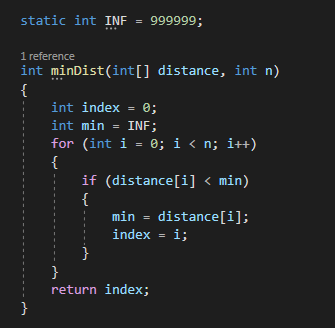 static int INF = 999999;
1 reference
int minDist(int[] distance, int n)
{
    int index = 0;
    int min = INF;
    for (int i = 0; i < n; i++)
    {
        if (distance[i] < min)
        {
            min = distance[i];
            index = i;
        }
    }
    return index;
}